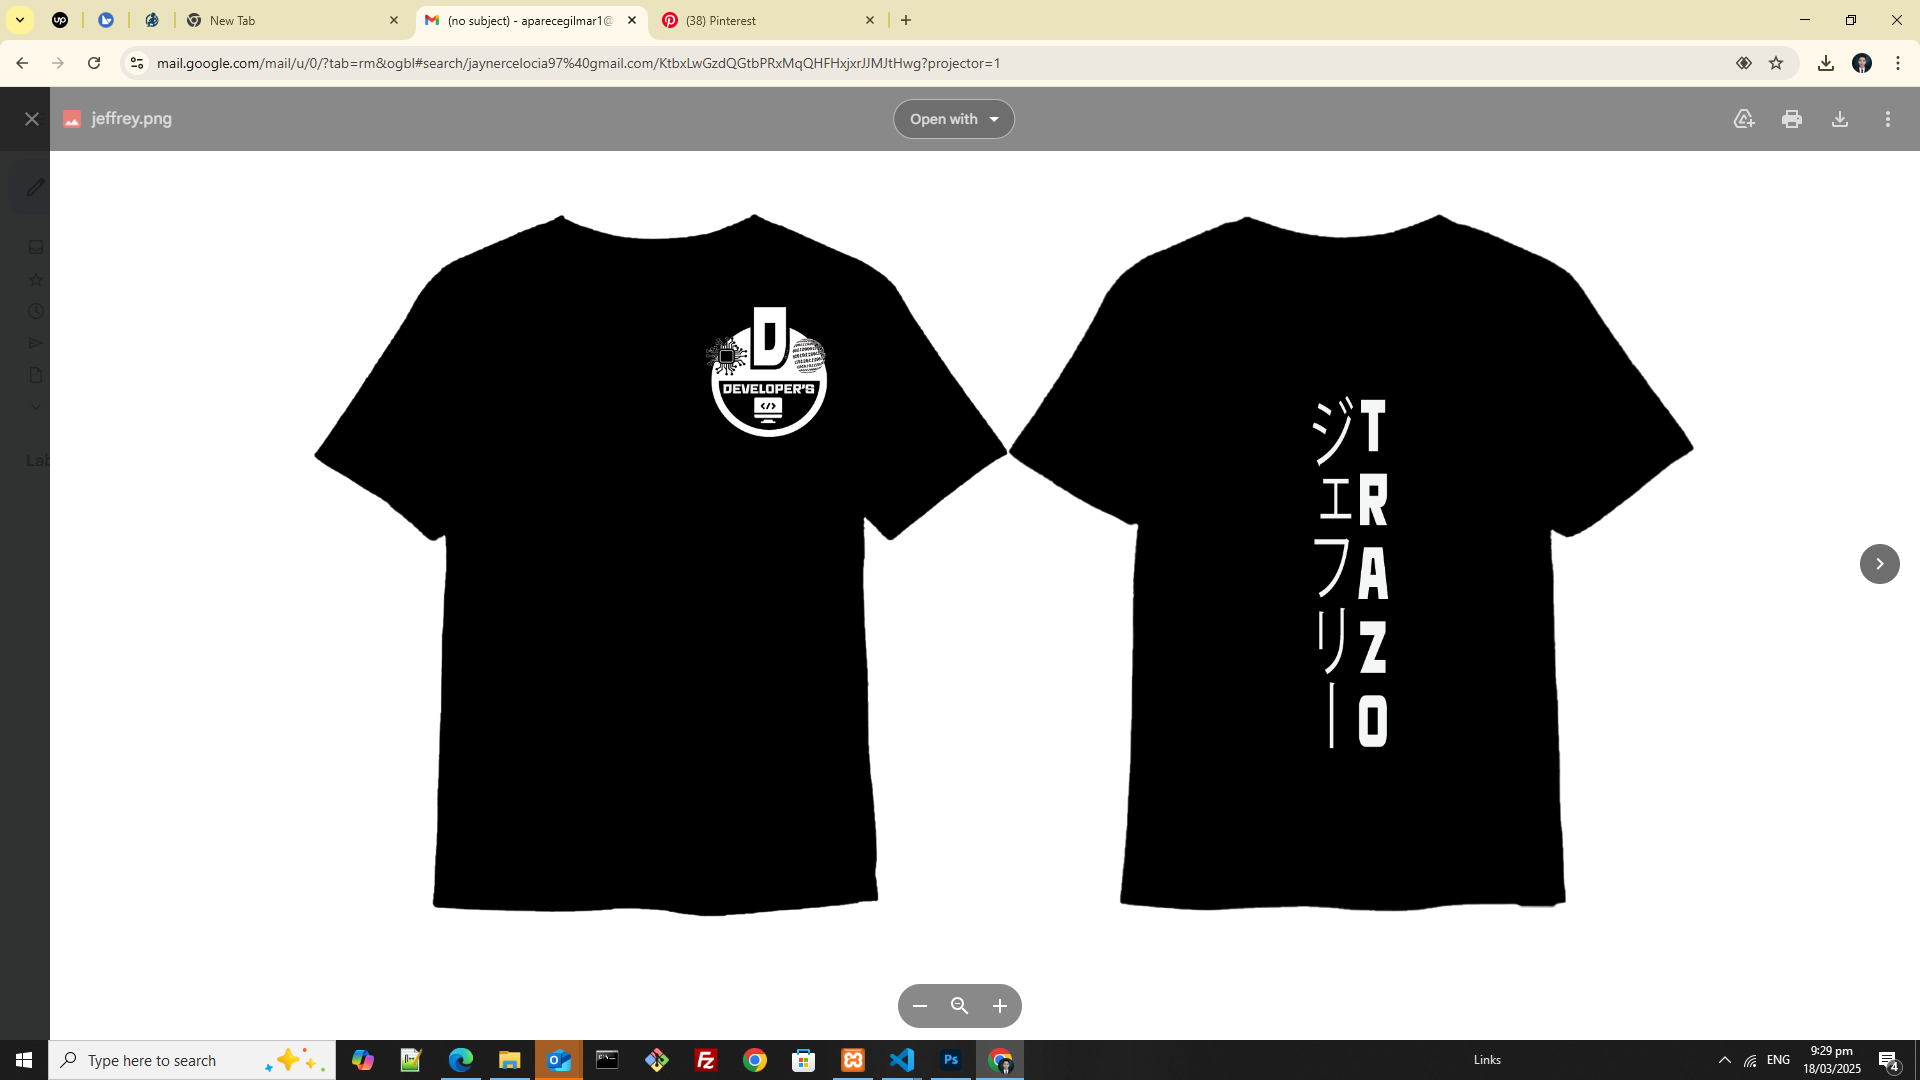 New Tab
(no subject) - aparecegilmar1@
(38) Pinterest
mail.google.com/mail/u/0/?tab=rm&ogbl#search/jaynercelocia97%40gmail.com/KtbxLwGzdQGtbPRxMqQHFHxjxrJJMJtHwg?projector=1
jeffrey.png
Open with
D
DEVELOPER'S
</>
ジェフリー
TRAZO
Lab
Type here to search
Links
ENG
9:29 pm
18/03/2025
4